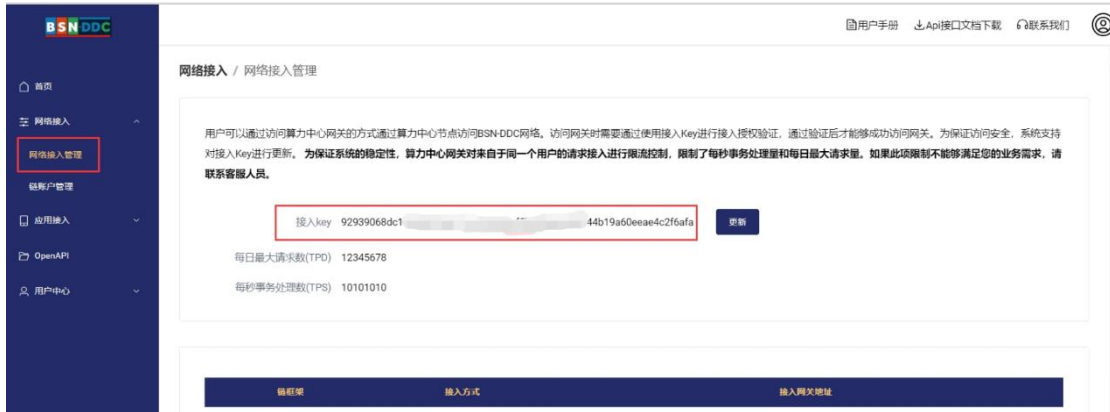 BSN DDC
用户手册 Api接口文档下载 联系我们
网络接入 / 网络接入管理
首页
网络接入
网络接入管理
链账户管理
应用接入
OpenAPI
用户中心
用户可以通过访问算力中心网关的方式通过算力中心节点访问BSN-DDC网络。访问网关时需要通过使用接入Key进行接入授权验证，通过验证后才能够成功访问网关。为保证访问安全，系统支持
对接入Key进行更新。为保证系统的稳定性，算力中心网关对来自于同一个用户的请求接入进行限流控制，限制了每秒事务处理量和每日最大请求量。如果此项限制不能够满足您的业务需求，请
联系客服人员。
接入key 92939068dc1 44b19a60eeae4c2f6afa 更新
每日最大请求数(TPD) 12345678
每秒事务处理数(TPS) 10101010
链框架 接入方式 接入网关地址